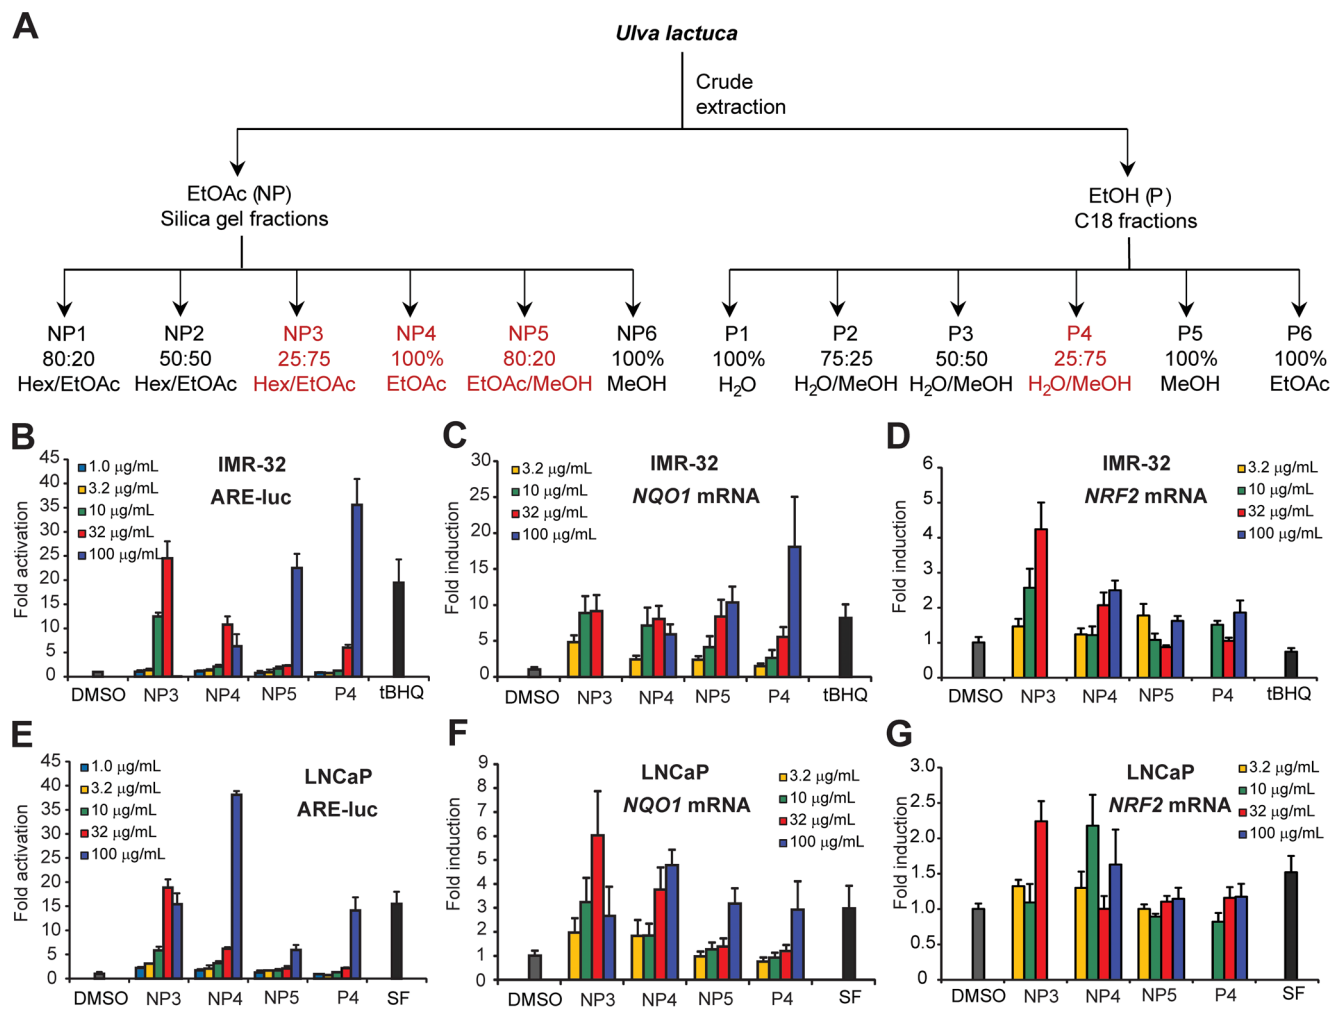 A
Ulva lactuca
Crude
extraction
EtOAc (NP)
Silica gel fractions
EtOH (P)
C18 fractions
NP1
80:20
Hex/EtOAc
NP2
50:50
Hex/EtOAc
NP3
25:75
Hex/EtOAc
NP4
100%
EtOAc
NP5
80:20
EtOAc/MeOH
NP6
100%
MeOH
P1
100%
H2O
P2
75:25
H2O/MeOH
P3
50:50
H2O/MeOH
P4
25:75
H2O/MeOH
P5
100%
MeOH
P6
100%
EtOAc
B
IMR-32
ARE-luc
1.0 µg/mL
3.2 µg/mL
10 µg/mL
32 µg/mL
100 µg/mL
Fold activation
45
40
35
30
25
20
15
10
5
0
DMSO NP3 NP4 NP5 P4 tBHQ
C
IMR-32
NQO1 mRNA
3.2 µg/mL
10 µg/mL
32 µg/mL
100 µg/mL
Fold induction
30
25
20
15
10
5
0
DMSO NP3 NP4 NP5 P4 tBHQ
D
IMR-32
NRF2 mRNA
3.2 µg/mL
10 µg/mL
32 µg/mL
100 µg/mL
Fold induction
6
5
4
3
2
1
0
DMSO NP3 NP4 NP5 P4 tBHQ
E
LNCaP
ARE-luc
1.0 µg/mL
3.2 µg/mL
10 µg/mL
32 µg/mL
100 µg/mL
Fold activation
45
40
35
30
25
20
15
10
5
0
DMSO NP3 NP4 NP5 P4 SF
F
LNCaP
NQO1 mRNA
3.2 µg/mL
10 µg/mL
32 µg/mL
100 µg/mL
Fold induction
9
8
7
6
5
4
3
2
1
0
DMSO NP3 NP4 NP5 P4 SF
G
LNCaP
NRF2 mRNA
3.2 µg/mL
10 µg/mL
32 µg/mL
100 µg/mL
Fold induction
3.0
2.5
2.0
1.5
1.0
0.5
0
DMSO NP3 NP4 NP5 P4 SF